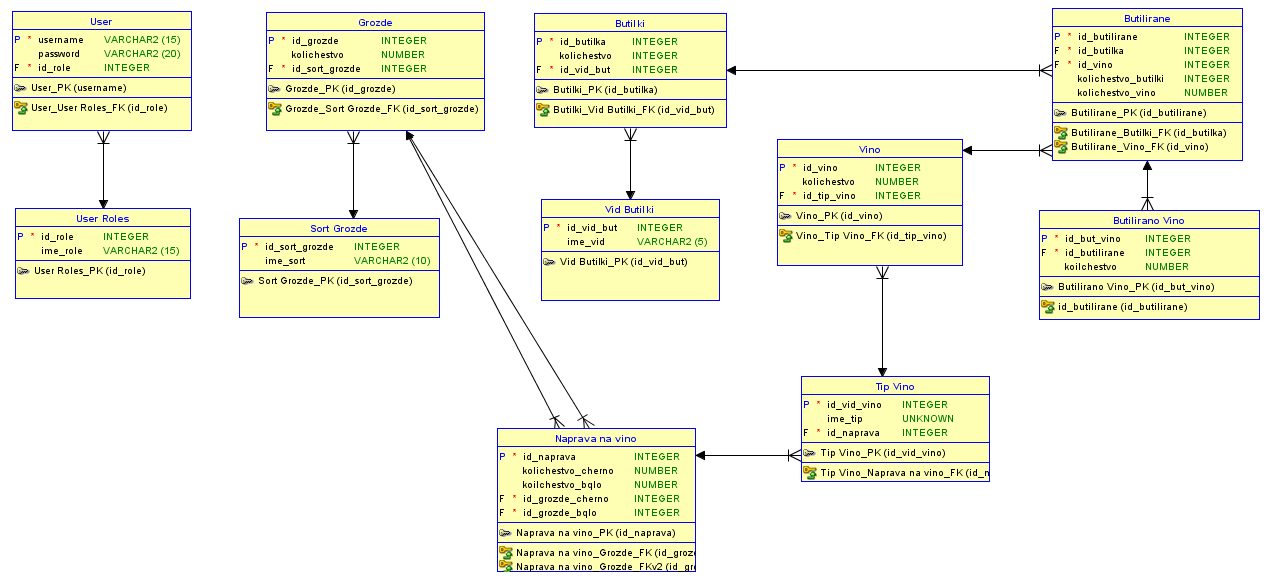 User
P * username VARCHAR2 (15)
password VARCHAR2 (20)
F * id_role INTEGER
User_PK (username)
User_User Roles_FK (id_role)
Grozde
P * id_grozde INTEGER
kolichestvo NUMBER
F * id_sort_grozde INTEGER
Grozde_PK (id_grozde)
Grozde_Sort Grozde_FK (id_sort_grozde)
Butilki
P * id_butilka INTEGER
kolichestvo INTEGER
F * id_vid_but INTEGER
Butilki_PK (id_butilka)
Butilki_Vid Butilki_FK (id_vid_but)
Butilirane
P * id_butilirane INTEGER
F * id_butilka INTEGER
F * id_vino INTEGER
kolichestvo_butilki INTEGER
kolichestvo_vino NUMBER
Butilirane_PK (id_butilirane)
Butilirane_Butilki_FK (id_butilka)
Butilirane_Vino_FK (id_vino)
Vino
P * id_vino INTEGER
kolichestvo NUMBER
F * id_tip_vino INTEGER
Vino_PK (id_vino)
Vino_Tip Vino_FK (id_tip_vino)
User Roles
P * id_role INTEGER
ime_role VARCHAR2 (15)
User Roles_PK (id_role)
Sort Grozde
P * id_sort_grozde INTEGER
ime_sort VARCHAR2 (10)
Sort Grozde_PK (id_sort_grozde)
Vid Butilki
P * id_vid_but INTEGER
ime_vid VARCHAR2 (5)
Vid Butilki_PK (id_vid_but)
Butilirano Vino
P * id_but_vino INTEGER
F * id_butilirane INTEGER
koilchestvo NUMBER
Butilirano Vino_PK (id_but_vino)
id_butilirane (id_butilirane)
Tip Vino
P * id_vid_vino INTEGER
ime_tip UNKNOWN
F * id_naprava INTEGER
Tip Vino_PK (id_vid_vino)
Tip Vino_Naprava na vino_FK (id_n
Naprava na vino
P * id_naprava INTEGER
kolichestvo_cherno NUMBER
koilchestvo_bqlo NUMBER
F * id_grozde_cherno INTEGER
F * id_grozde_bqlo INTEGER
Naprava na vino_PK (id_naprava)
Naprava na vino_Grozde_FK (id_groz
Naprava na vino_Grozde_FKv2 (id_gr